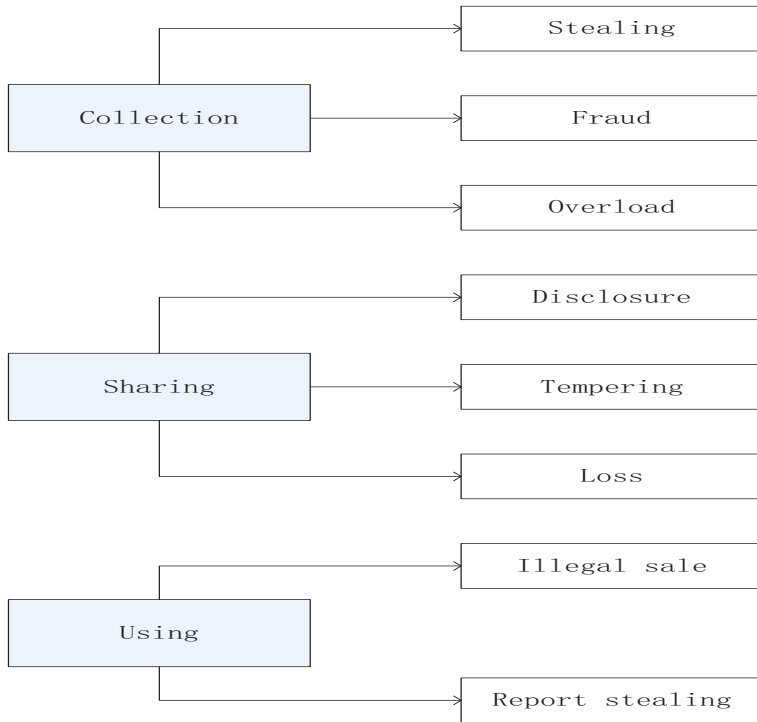 Collection
Stealing
Fraud
Overload
Sharing
Disclosure
Tempering
Loss
Using
Illegal sale
Report stealing